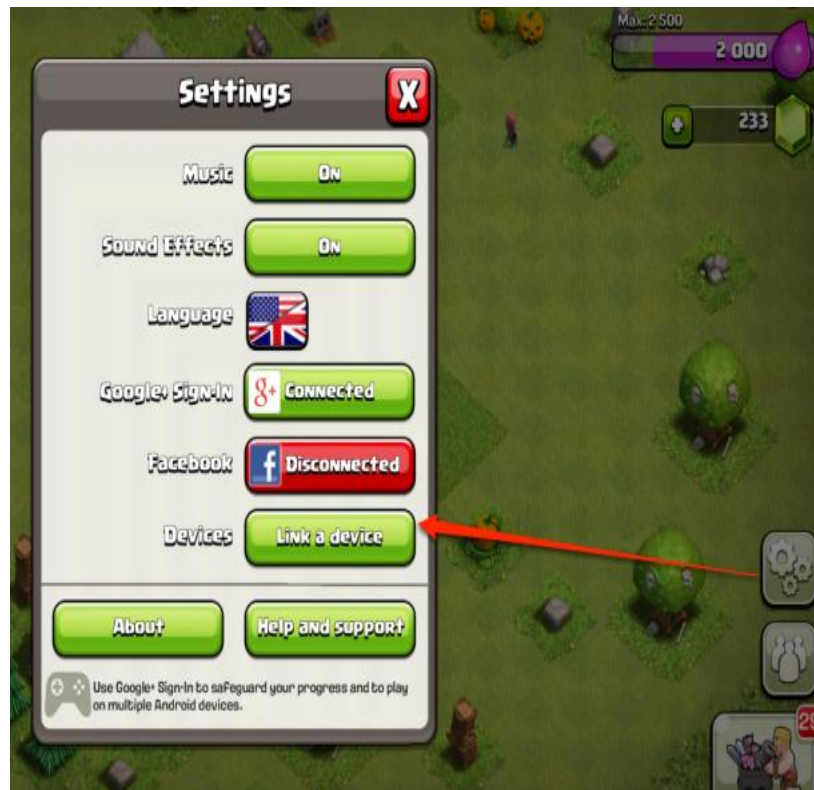 Max: 2 500
2 000
233
Settings
X
Music On
Sound Effects On
Language
Google+ Sign-In g+ Connected
Facebook f Disconnected
Devices Link a device
About Help and support
Use Google+ Sign-In to safeguard your progress and to play
on multiple Android devices.
29